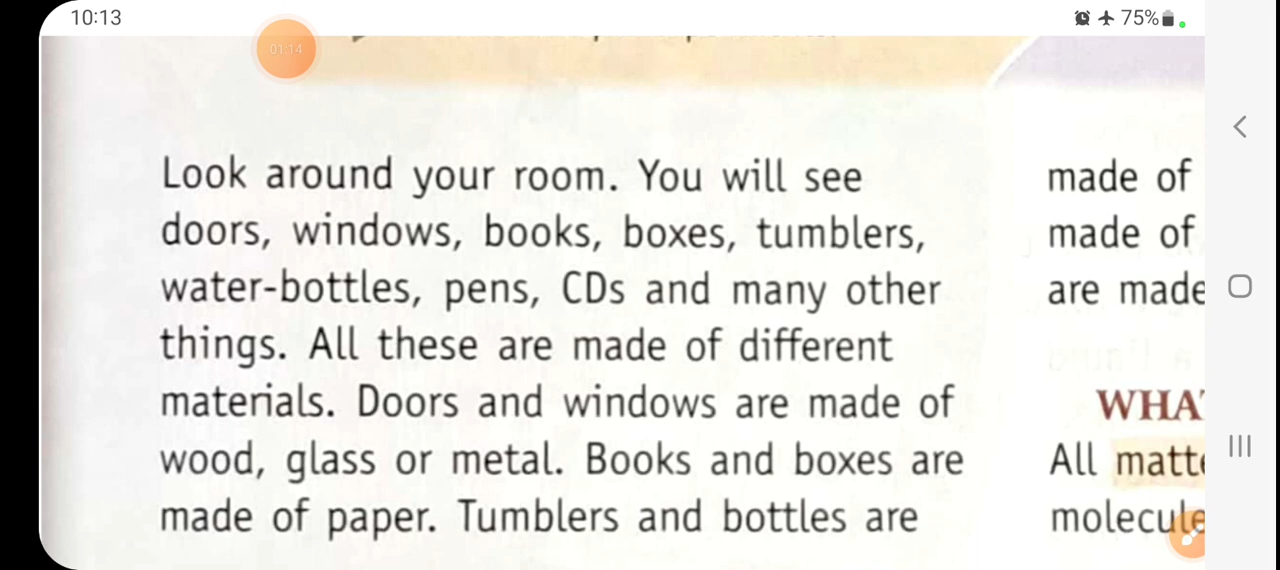 10:13
75%
01:14
Look around your room. You will see
doors, windows, books, boxes, tumblers,
water-bottles, pens, CDs and many other
things. All these are made of different
materials. Doors and windows are made of
wood, glass or metal. Books and boxes are
made of paper. Tumblers and bottles are
made of
made of
are made
All